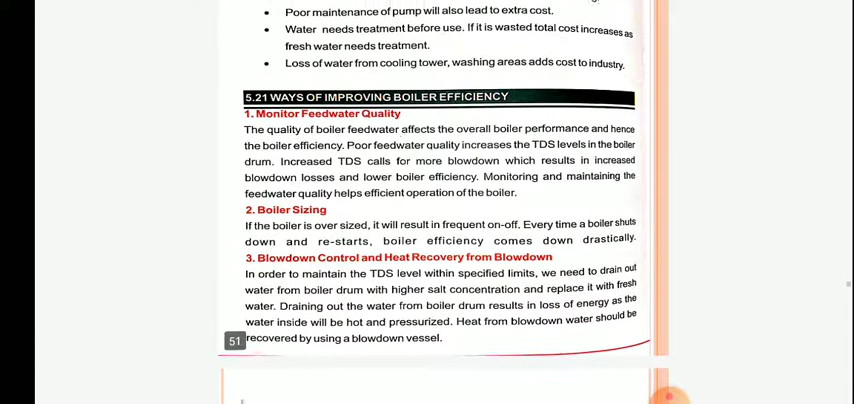 • Poor maintenance of pump will also lead to extra cost.
• Water needs treatment before use. If it is wasted total cost increases as
fresh water needs treatment.
• Loss of water from cooling tower, washing areas adds cost to industry.
5.21 WAYS OF IMPROVING BOILER EFFICIENCY
1. Monitor Feedwater Quality
The quality of boiler feedwater affects the overall boiler performance and hence
the boiler efficiency. Poor feedwater quality increases the TDS levels in the boiler
drum. Increased TDS calls for more blowdown which results in increased
blowdown losses and lower boiler efficiency. Monitoring and maintaining the
feedwater quality helps efficient operation of the boiler.
2. Boiler Sizing
If the boiler is over sized, it will result in frequent on-off. Every time a boiler shuts
down and re-starts, boiler efficiency comes down drastically.
3. Blowdown Control and Heat Recovery from Blowdown
In order to maintain the TDS level within specified limits, we need to drain out
water from boiler drum with higher salt concentration and replace it with fresh
water. Draining out the water from boiler drum results in loss of energy as the
water inside will be hot and pressurized. Heat from blowdown water should be
recovered by using a blowdown vessel.
51